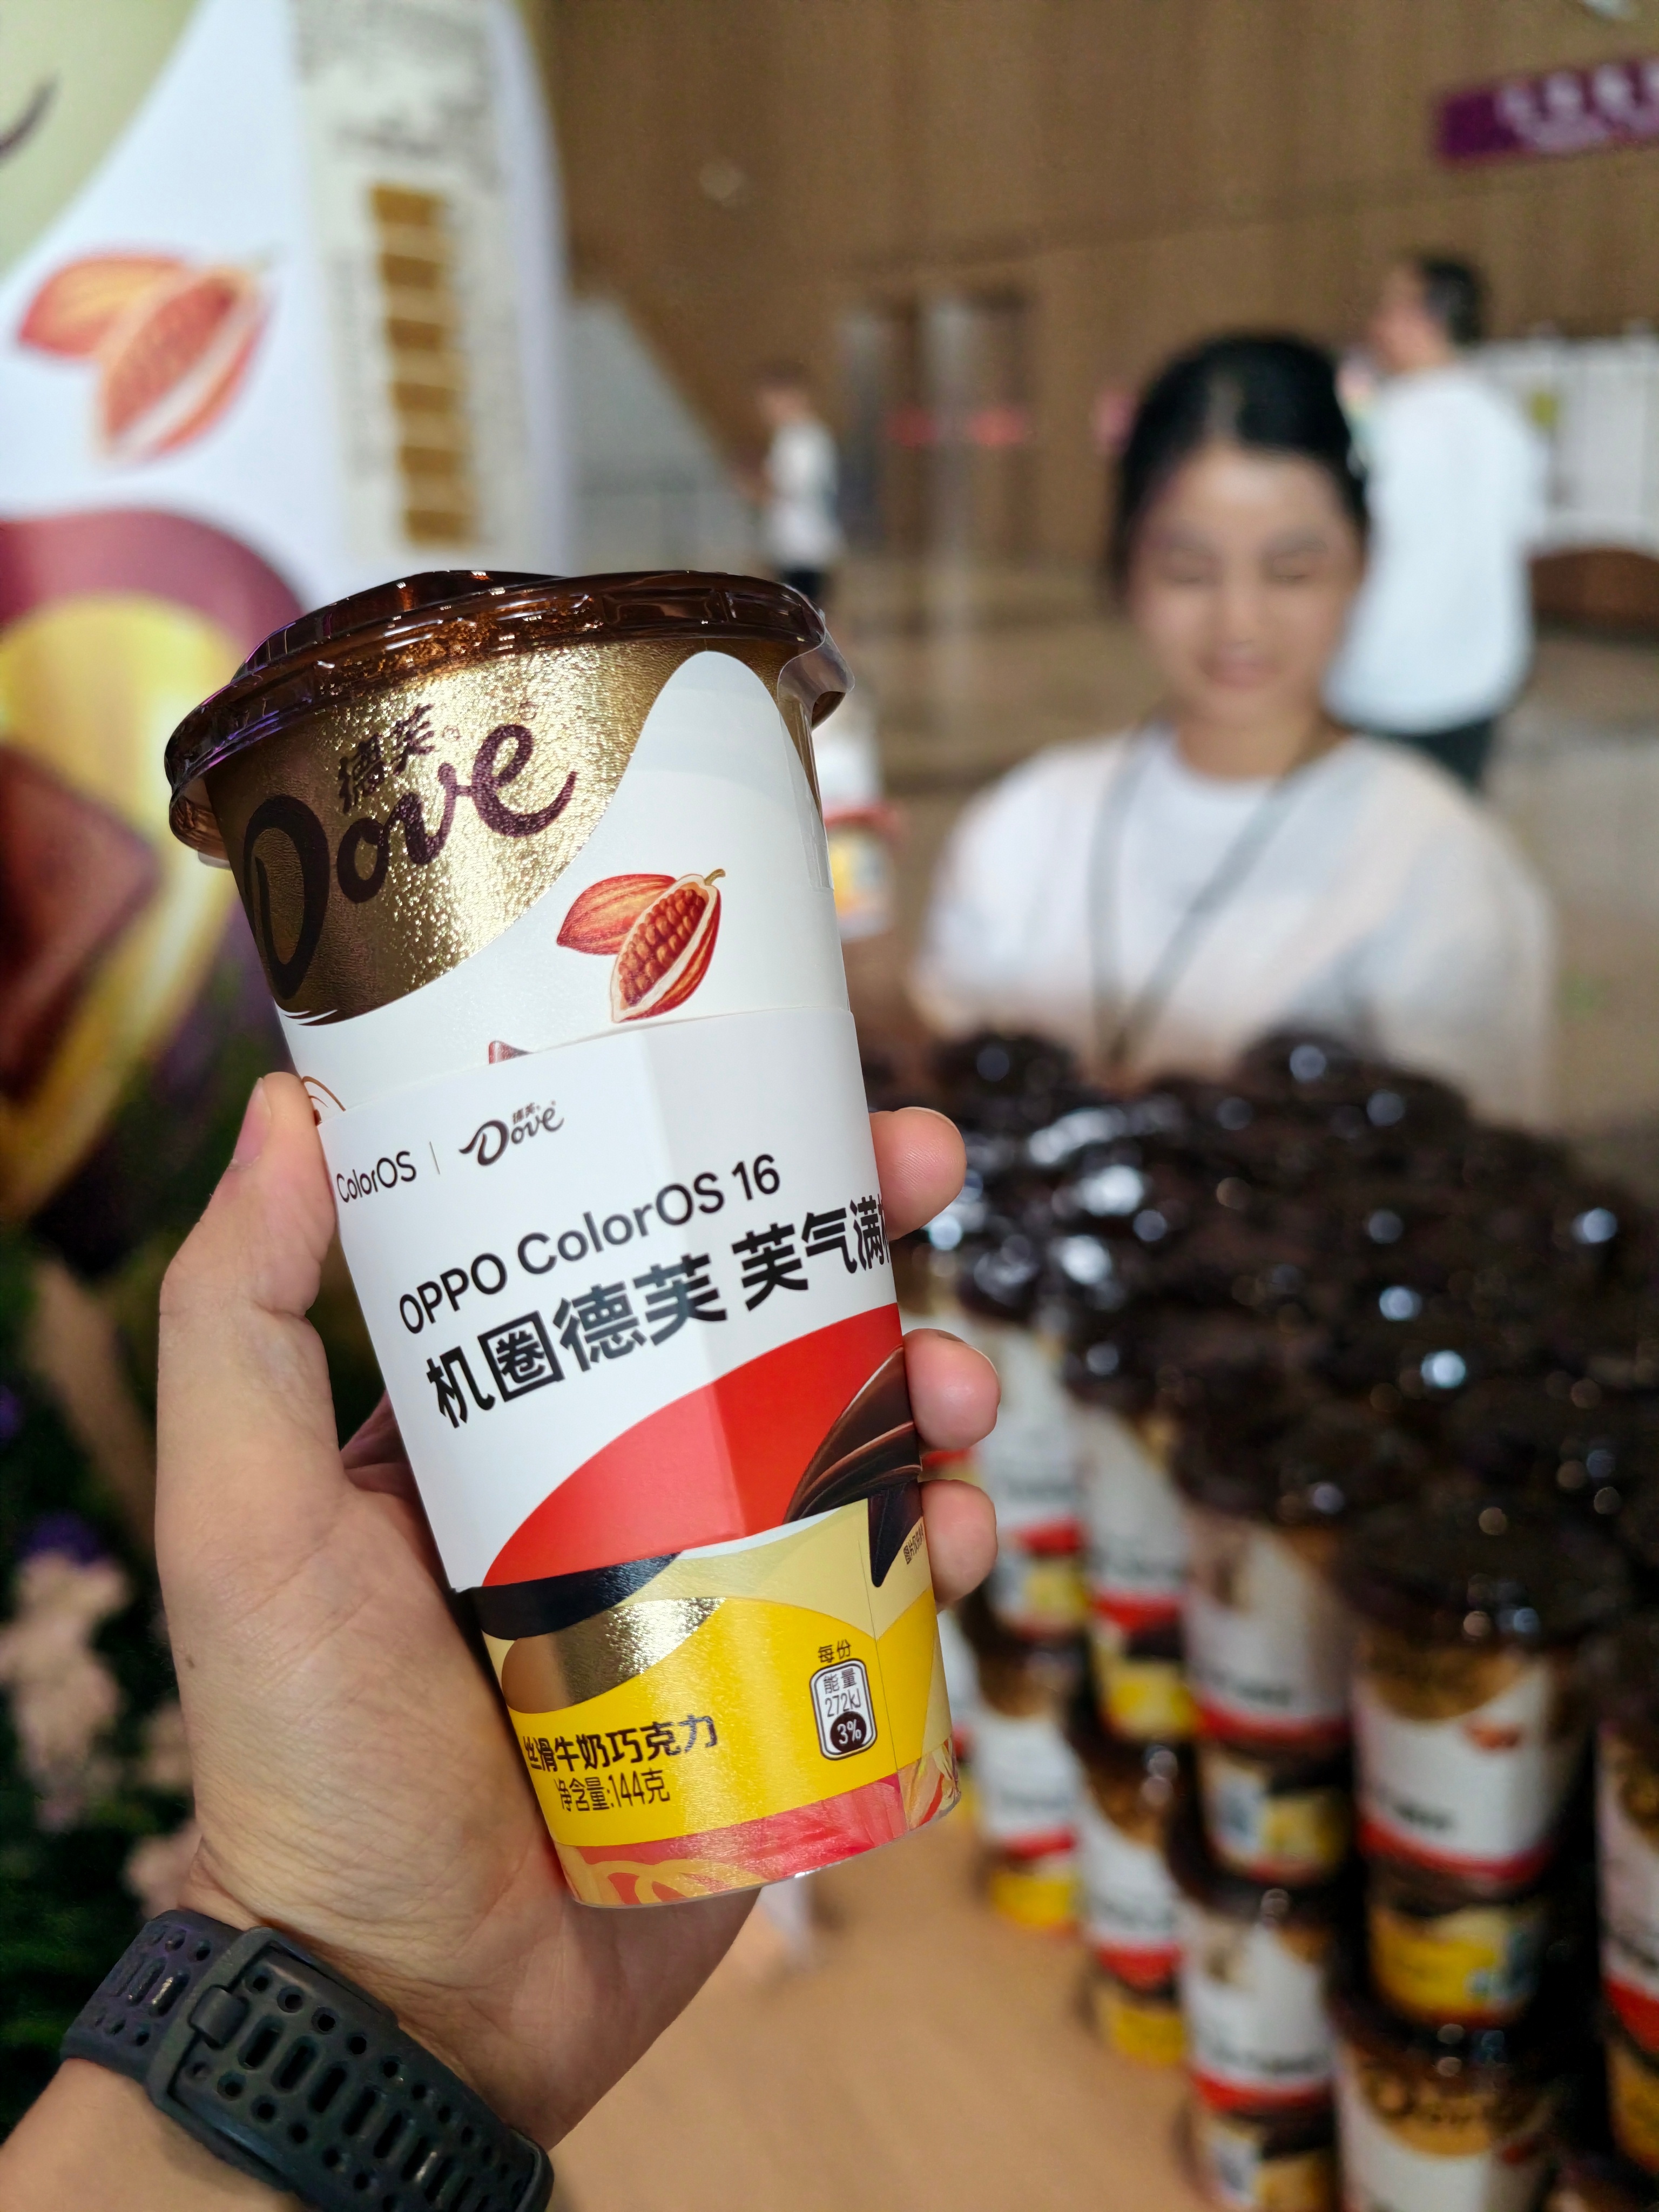 德芙
Dove
ColorOS | 德芙 Dove
OPPO ColorOS 16
机圈德芙 芙气满
丝滑牛奶巧克力
净含量:144克
每份
能量
272kJ
3%